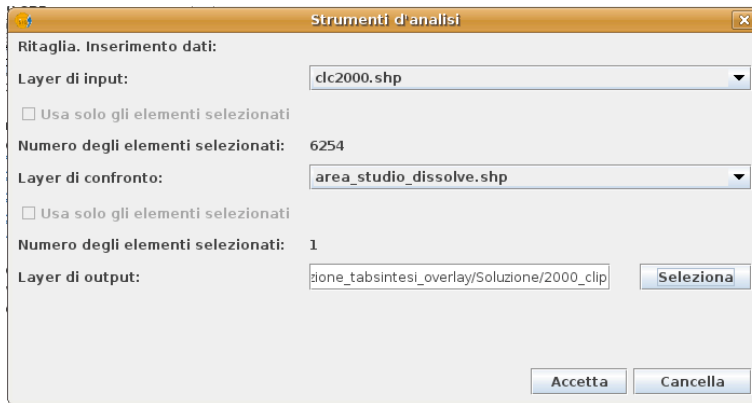 Strumenti d'analisi
Ritaglia. Inserimento dati:
Layer di input: clc2000.shp
Usa solo gli elementi selezionati
Numero degli elementi selezionati: 6254
Layer di confronto: area_studio_dissolve.shp
Usa solo gli elementi selezionati
Numero degli elementi selezionati: 1
Layer di output: zione_tabsintesi_overlay/Soluzione/2000_clip Seleziona
Accetta Cancella